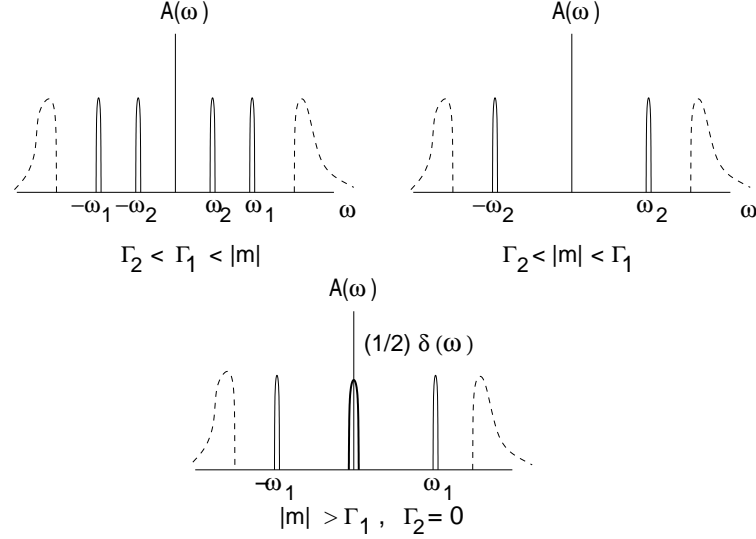 A(ω)
−ω₁ −ω₂ ω₂ ω₁ ω
Γ₂ < Γ₁ < |m|
A(ω)
−ω₂ ω₂ ω
Γ₂ < |m| < Γ₁
A(ω)
(1/2) δ(ω)
−ω₁ ω₁
|m| > Γ₁ , Γ₂ = 0